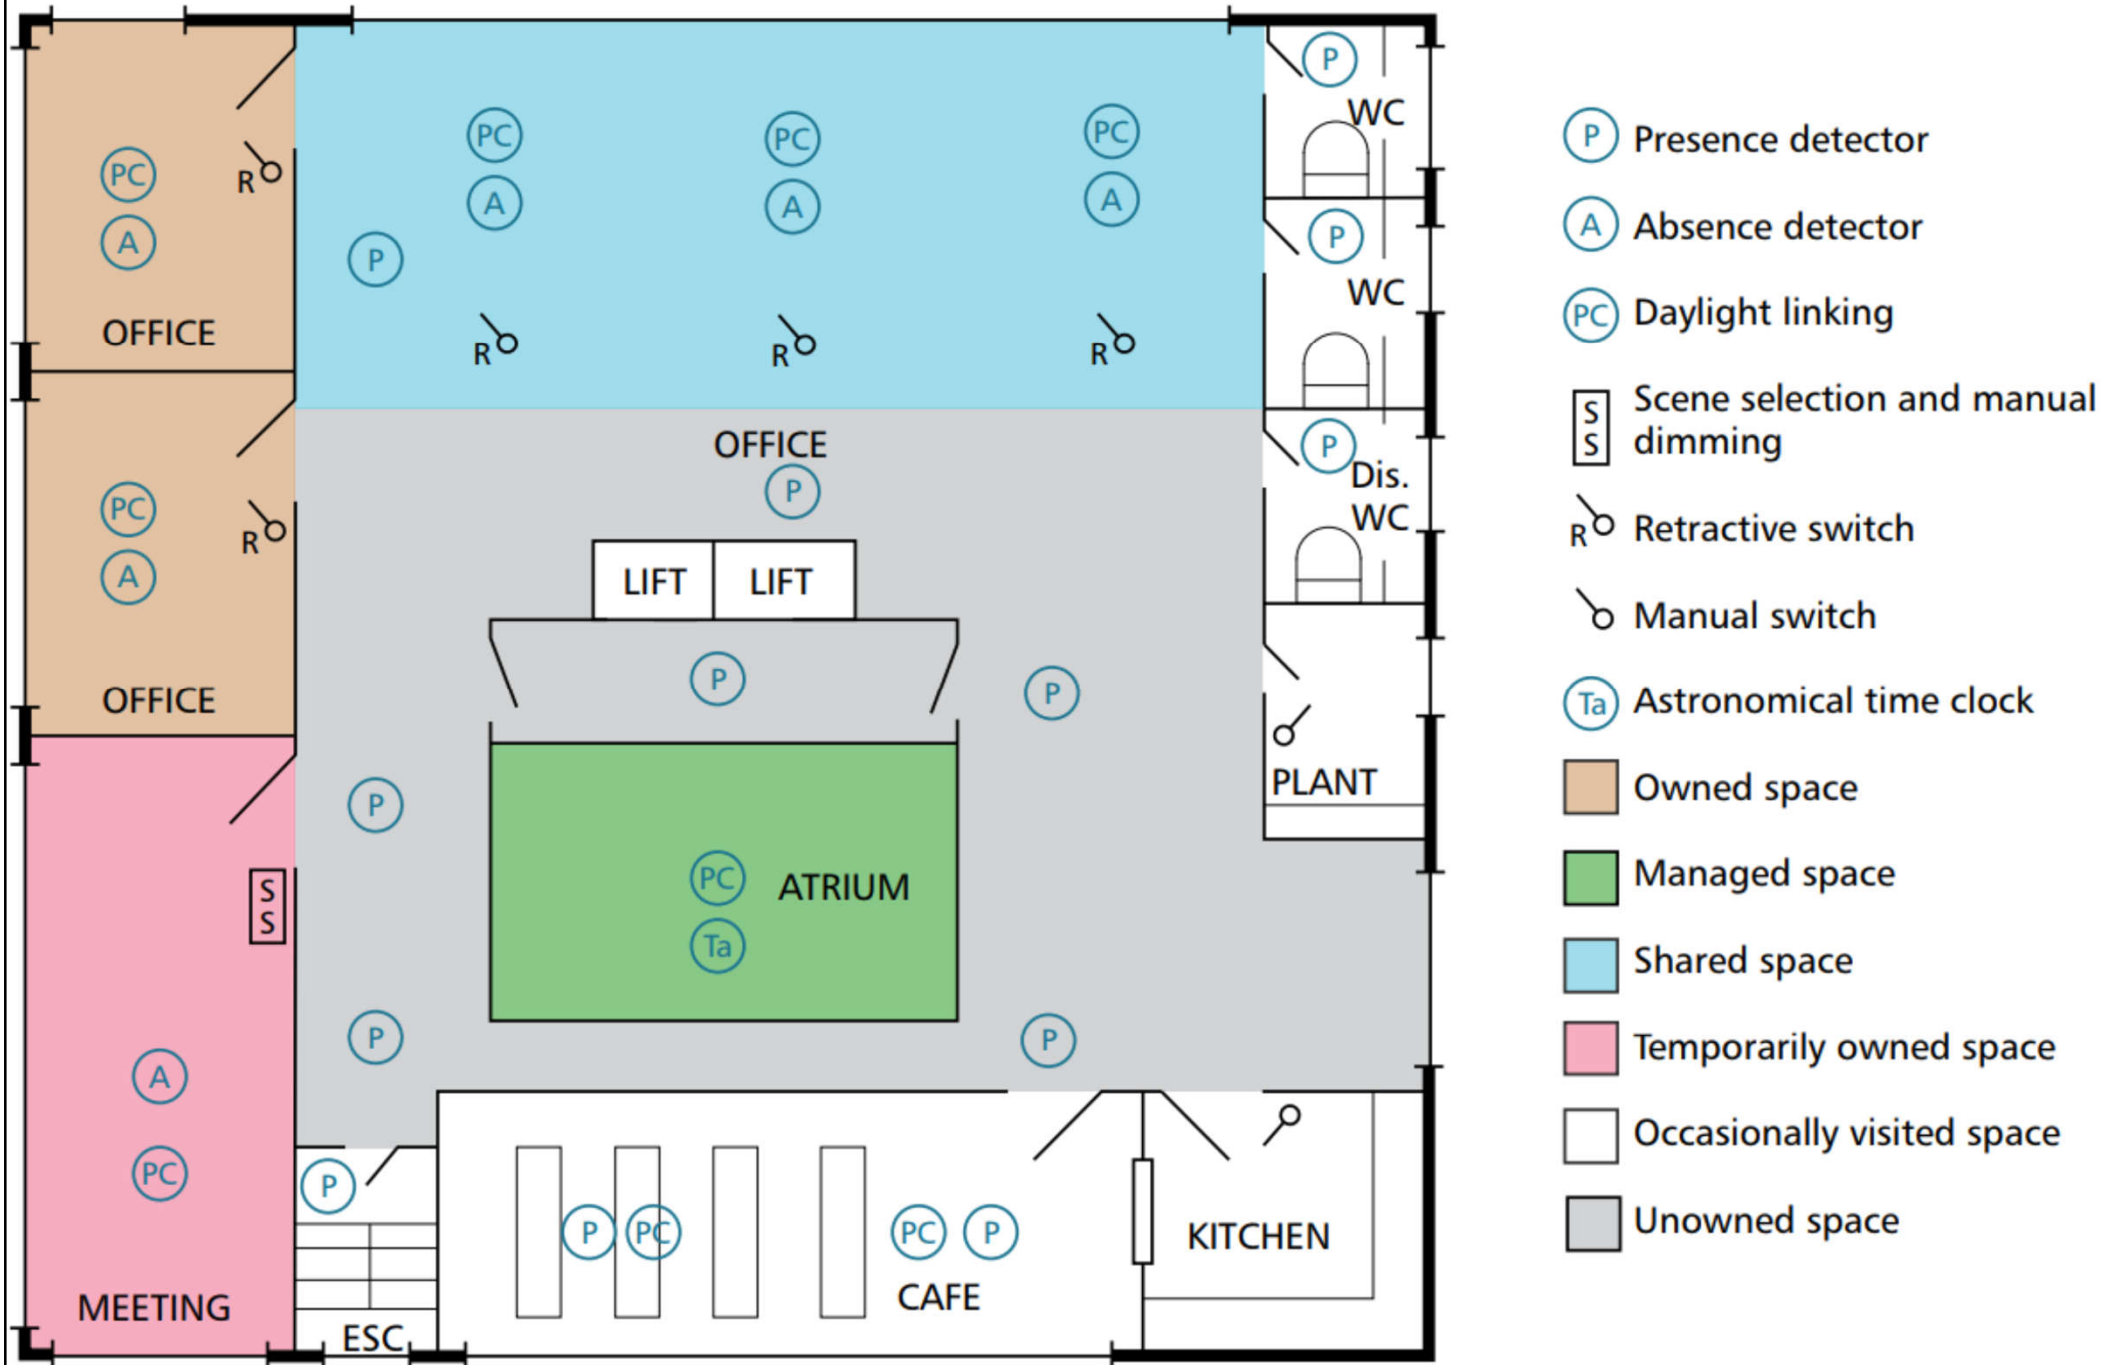 P
WC
PC
PC
PC
PC
A
A
A
A
R
P
OFFICE
R
R
R
P
WC
OFFICE
P
P
Dis.
WC
PC
A
R
LIFT
LIFT
P
P
OFFICE
PLANT
P
S
S
PC
ATRIUM
Ta
P
P
A
PC
MEETING
P
ESC
P
PC
PC
P
CAFE
KITCHEN
P
Presence detector
A
Absence detector
PC
Daylight linking
S
S
Scene selection and manual
dimming
R
Retractive switch
Manual switch
Ta
Astronomical time clock
Owned space
Managed space
Shared space
Temporarily owned space
Occasionally visited space
Unowned space